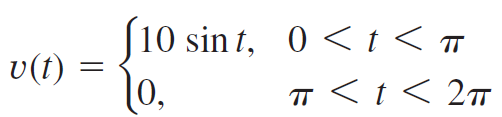 v(t) = { 10 sin t, 0 < t < π
0, π < t < 2π